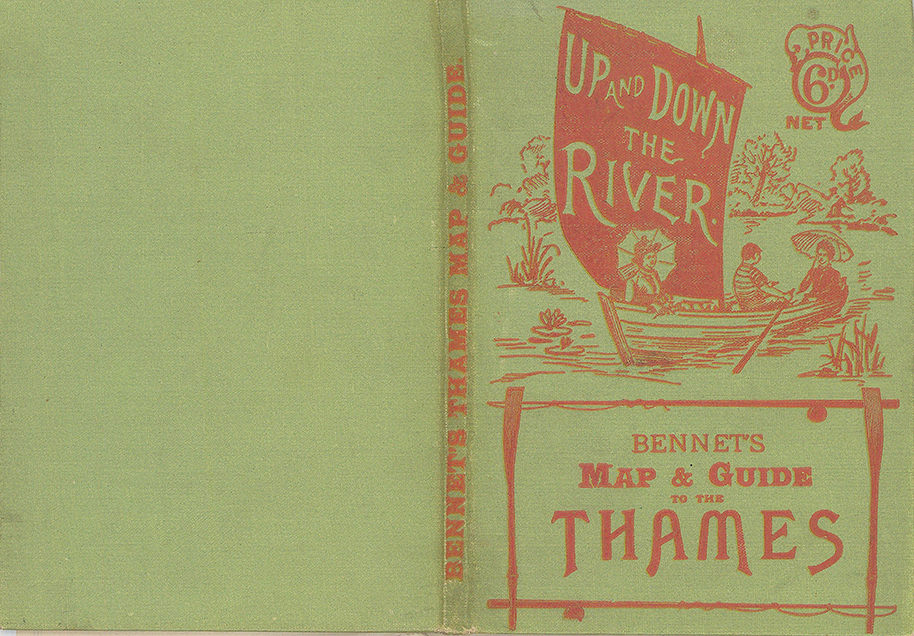 BENNET'S THAMES MAP & GUIDE.
UP AND DOWN
THE
RIVER.
PRICE
6D.
NET
BENNET'S
MAP & GUIDE
TO THE
THAMES